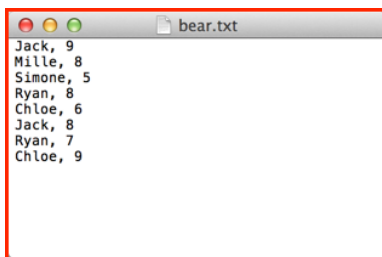 bear.txt
Jack, 9
Mille, 8
Simone, 5
Ryan, 8
Chloe, 6
Jack, 8
Ryan, 7
Chloe, 9